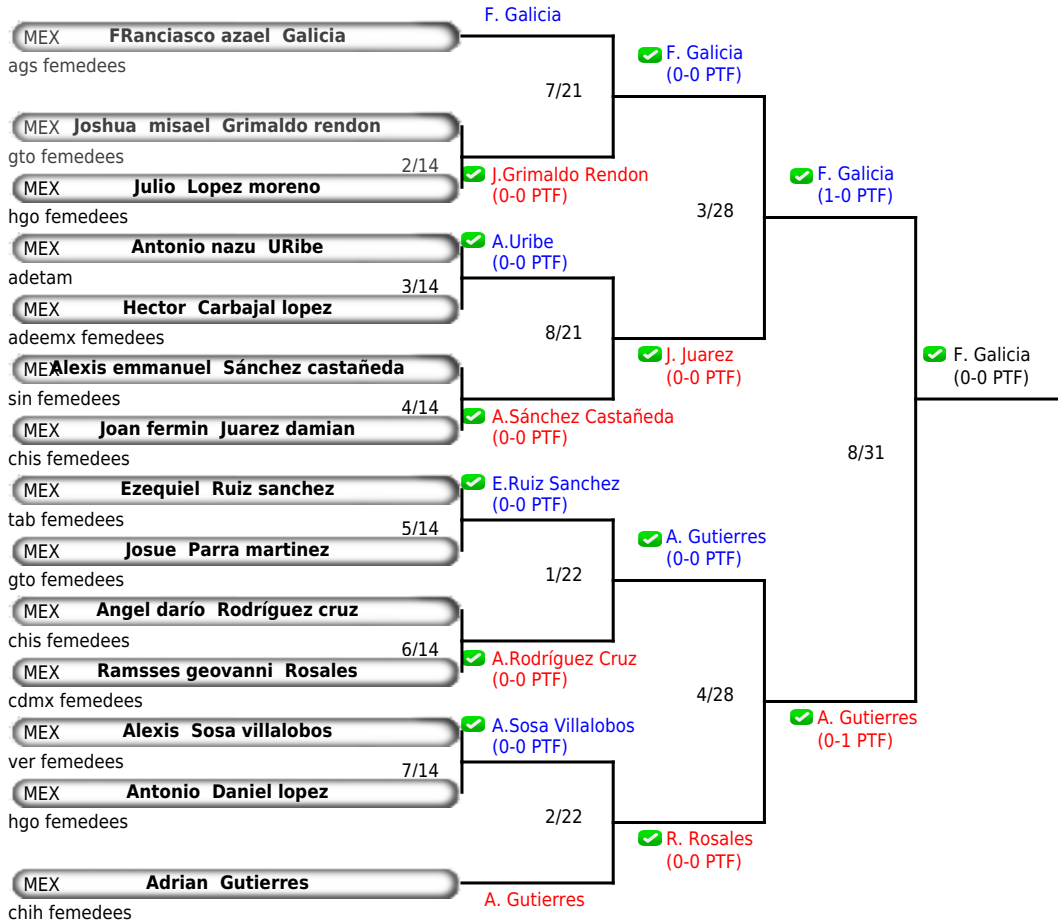 F. Galicia
MEX FRanciasco azael Galicia
ags femedees
F. Galicia
(0-0 PTF)
7/21
MEX Joshua misael Grimaldo rendon
gto femedees
2/14
J.Grimaldo Rendon
(0-0 PTF)
MEX Julio Lopez moreno
hgo femedees
F. Galicia
(1-0 PTF)
3/28
MEX Antonio nazu URibe
adetam
A.Uribe
(0-0 PTF)
3/14
MEX Hector Carbajal lopez
adeemx femedees
8/21
J. Juarez
(0-0 PTF)
F. Galicia
(0-0 PTF)
MEX Alexis emmanuel Sánchez castañeda
sin femedees
4/14
A.Sánchez Castañeda
(0-0 PTF)
MEX Joan fermin Juarez damian
chis femedees
8/31
MEX Ezequiel Ruiz sanchez
tab femedees
E.Ruiz Sanchez
(0-0 PTF)
5/14
MEX Josue Parra martinez
gto femedees
1/22
A. Gutierres
(0-0 PTF)
MEX Angel darío Rodríguez cruz
chis femedees
6/14
A.Rodríguez Cruz
(0-0 PTF)
MEX Ramsses geovanni Rosales
cdmx femedees
4/28
A. Gutierres
(0-1 PTF)
MEX Alexis Sosa villalobos
ver femedees
A.Sosa Villalobos
(0-0 PTF)
7/14
MEX Antonio Daniel lopez
hgo femedees
2/22
R. Rosales
(0-0 PTF)
MEX Adrian Gutierres
chih femedees
A. Gutierres